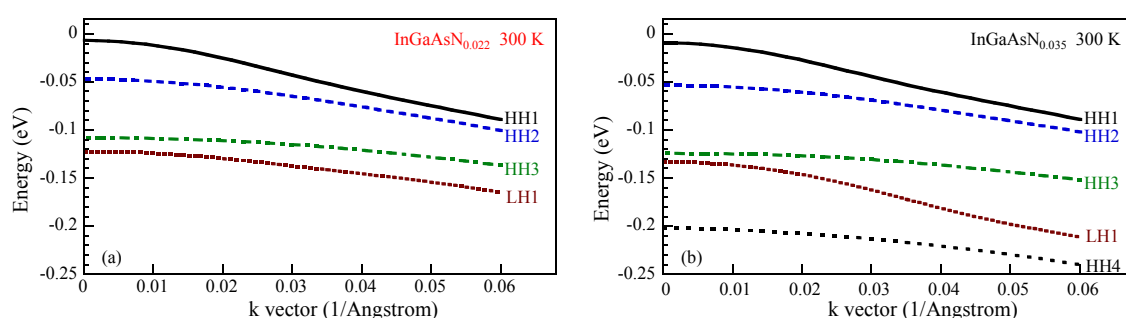 InGaAsN0.022 300 K
0
-0.05
-0.1
-0.15
-0.2
-0.25
Energy (eV)
HH1
HH2
HH3
LH1
(a)
0 0.01 0.02 0.03 0.04 0.05 0.06
k vector (1/Angstrom)
InGaAsN0.035 300 K
0
-0.05
-0.1
-0.15
-0.2
-0.25
Energy (eV)
HH1
HH2
HH3
LH1
HH4
(b)
0 0.01 0.02 0.03 0.04 0.05 0.06
k vector (1/Angstrom)